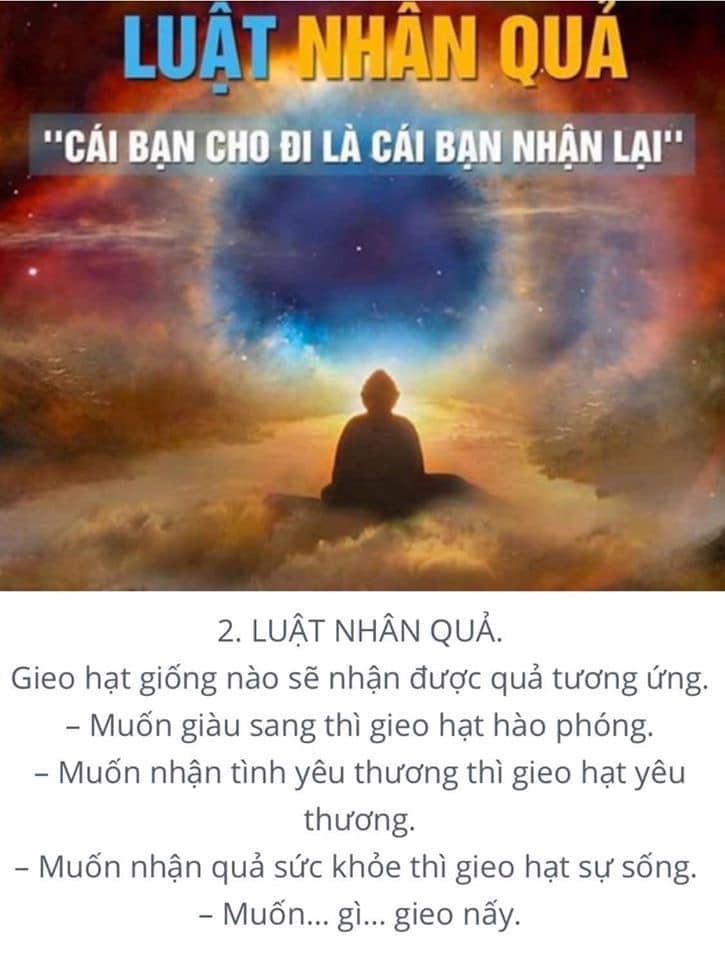 LUẬT NHÂN QUẢ
"CÁI BẠN CHO ĐI LÀ CÁI BẠN NHẬN LẠI"
2. LUẬT NHÂN QUẢ.
Gieo hạt giống nào sẽ nhận được quả tương ứng.
– Muốn giàu sang thì gieo hạt hào phóng.
– Muốn nhận tình yêu thương thì gieo hạt yêu
thương.
– Muốn nhận quả sức khỏe thì gieo hạt sự sống.
– Muốn... gì... gieo nấy.